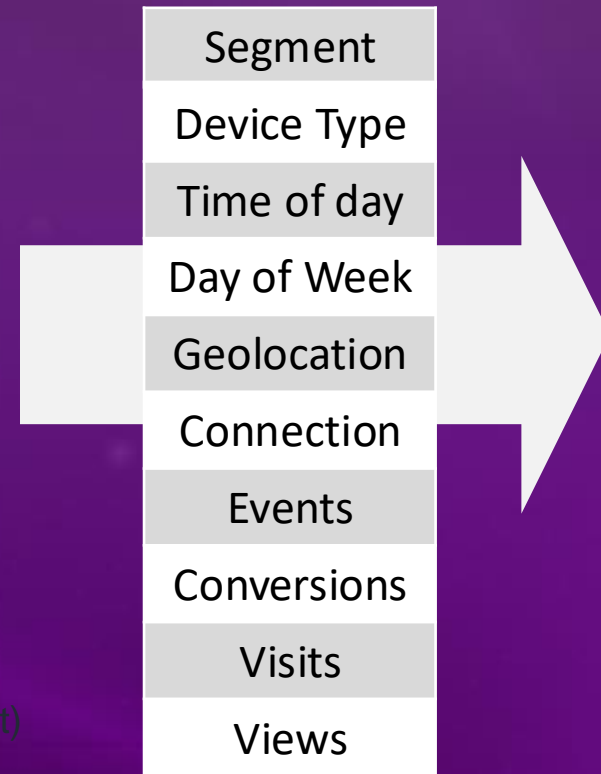 Segment
Device Type
Time of day
Day of Week
Geolocation
Connection
Events
Conversions
Visits
t)
Views